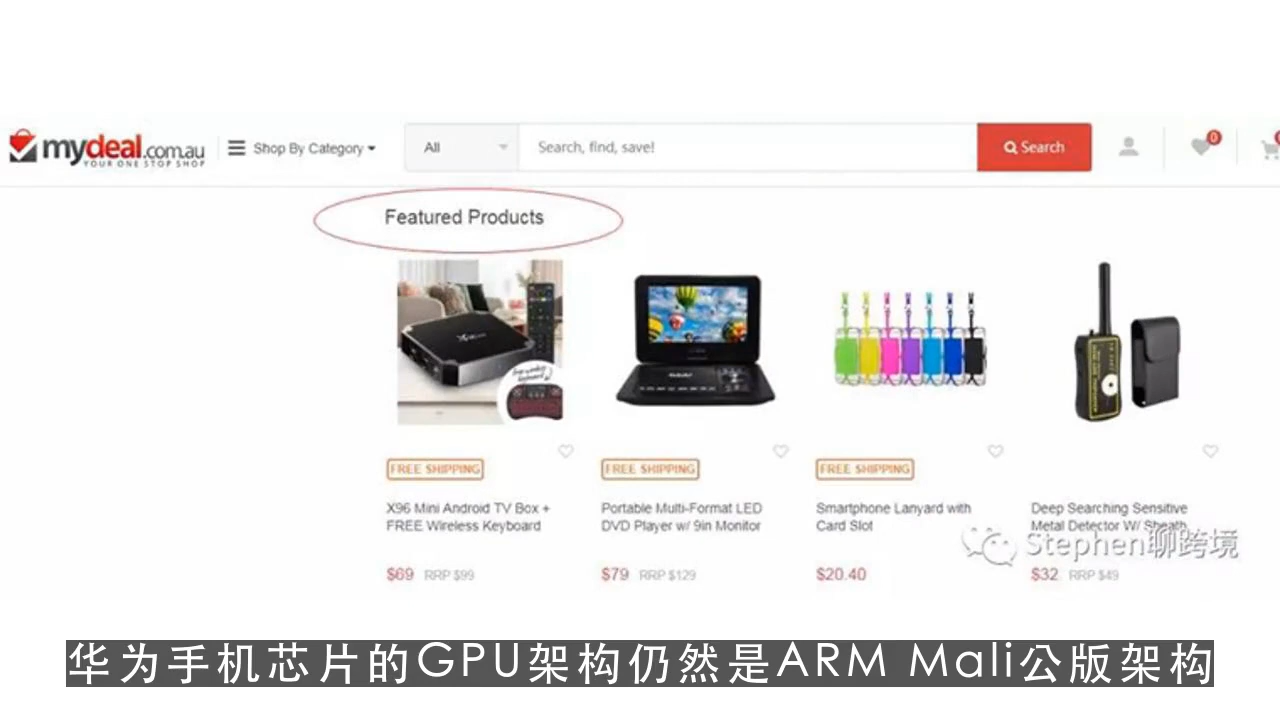 mydeal.com.au
YOUR ONE STOP SHOP
Shop By Category
All
Search, find, save!
Search
0
Featured Products
FREE SHIPPING
FREE SHIPPING
FREE SHIPPING
X96 Mini Android TV Box +
FREE Wireless Keyboard
Portable Multi-Format LED
DVD Player w/ 9in Monitor
Smartphone Lanyard with
Card Slot
Deep Searching Sensitive
Metal Detector W/ Sheath
Stephen聊跨境
$69 RRP $99
$79 RRP $129
$20.40
$32 RRP $49
华为手机芯片的GPU架构仍然是ARM Mali公版架构